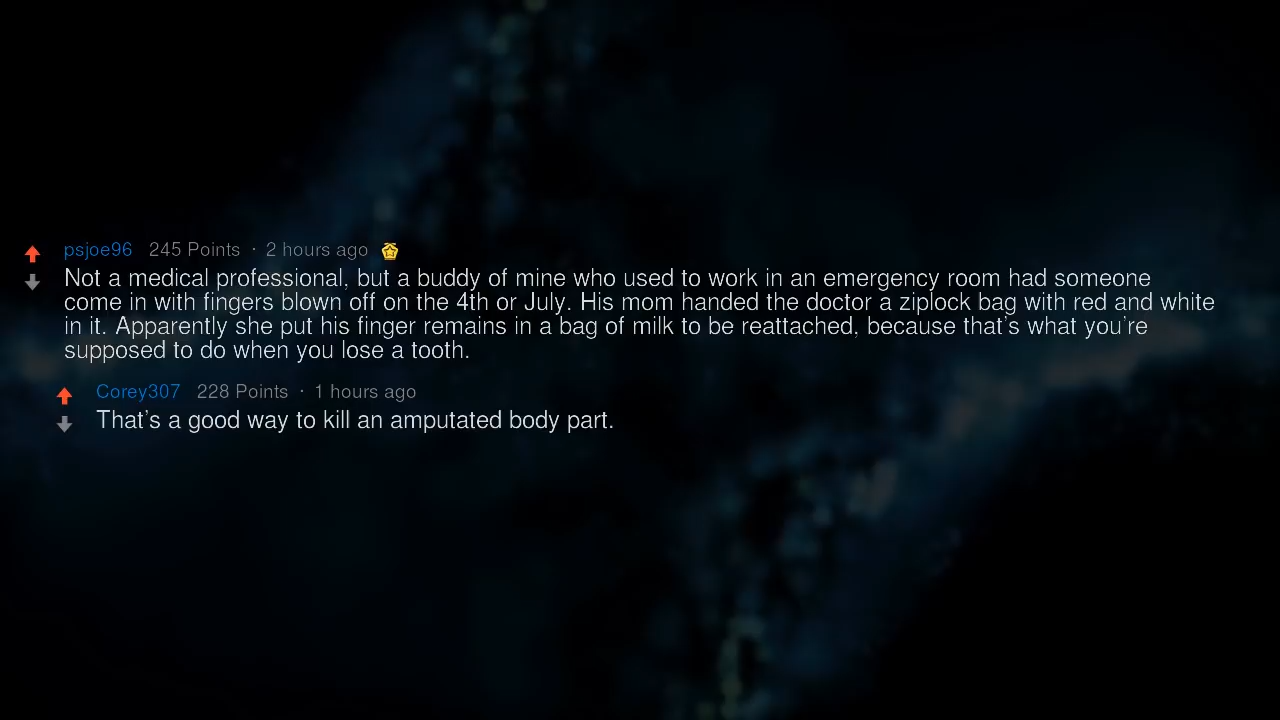 psjoe96 245 Points · 2 hours ago
Not a medical professional, but a buddy of mine who used to work in an emergency room had someone
come in with fingers blown off on the 4th or July. His mom handed the doctor a ziplock bag with red and white
in it. Apparently she put his finger remains in a bag of milk to be reattached, because that's what you're
supposed to do when you lose a tooth.
Corey307 228 Points · 1 hours ago
That's a good way to kill an amputated body part.